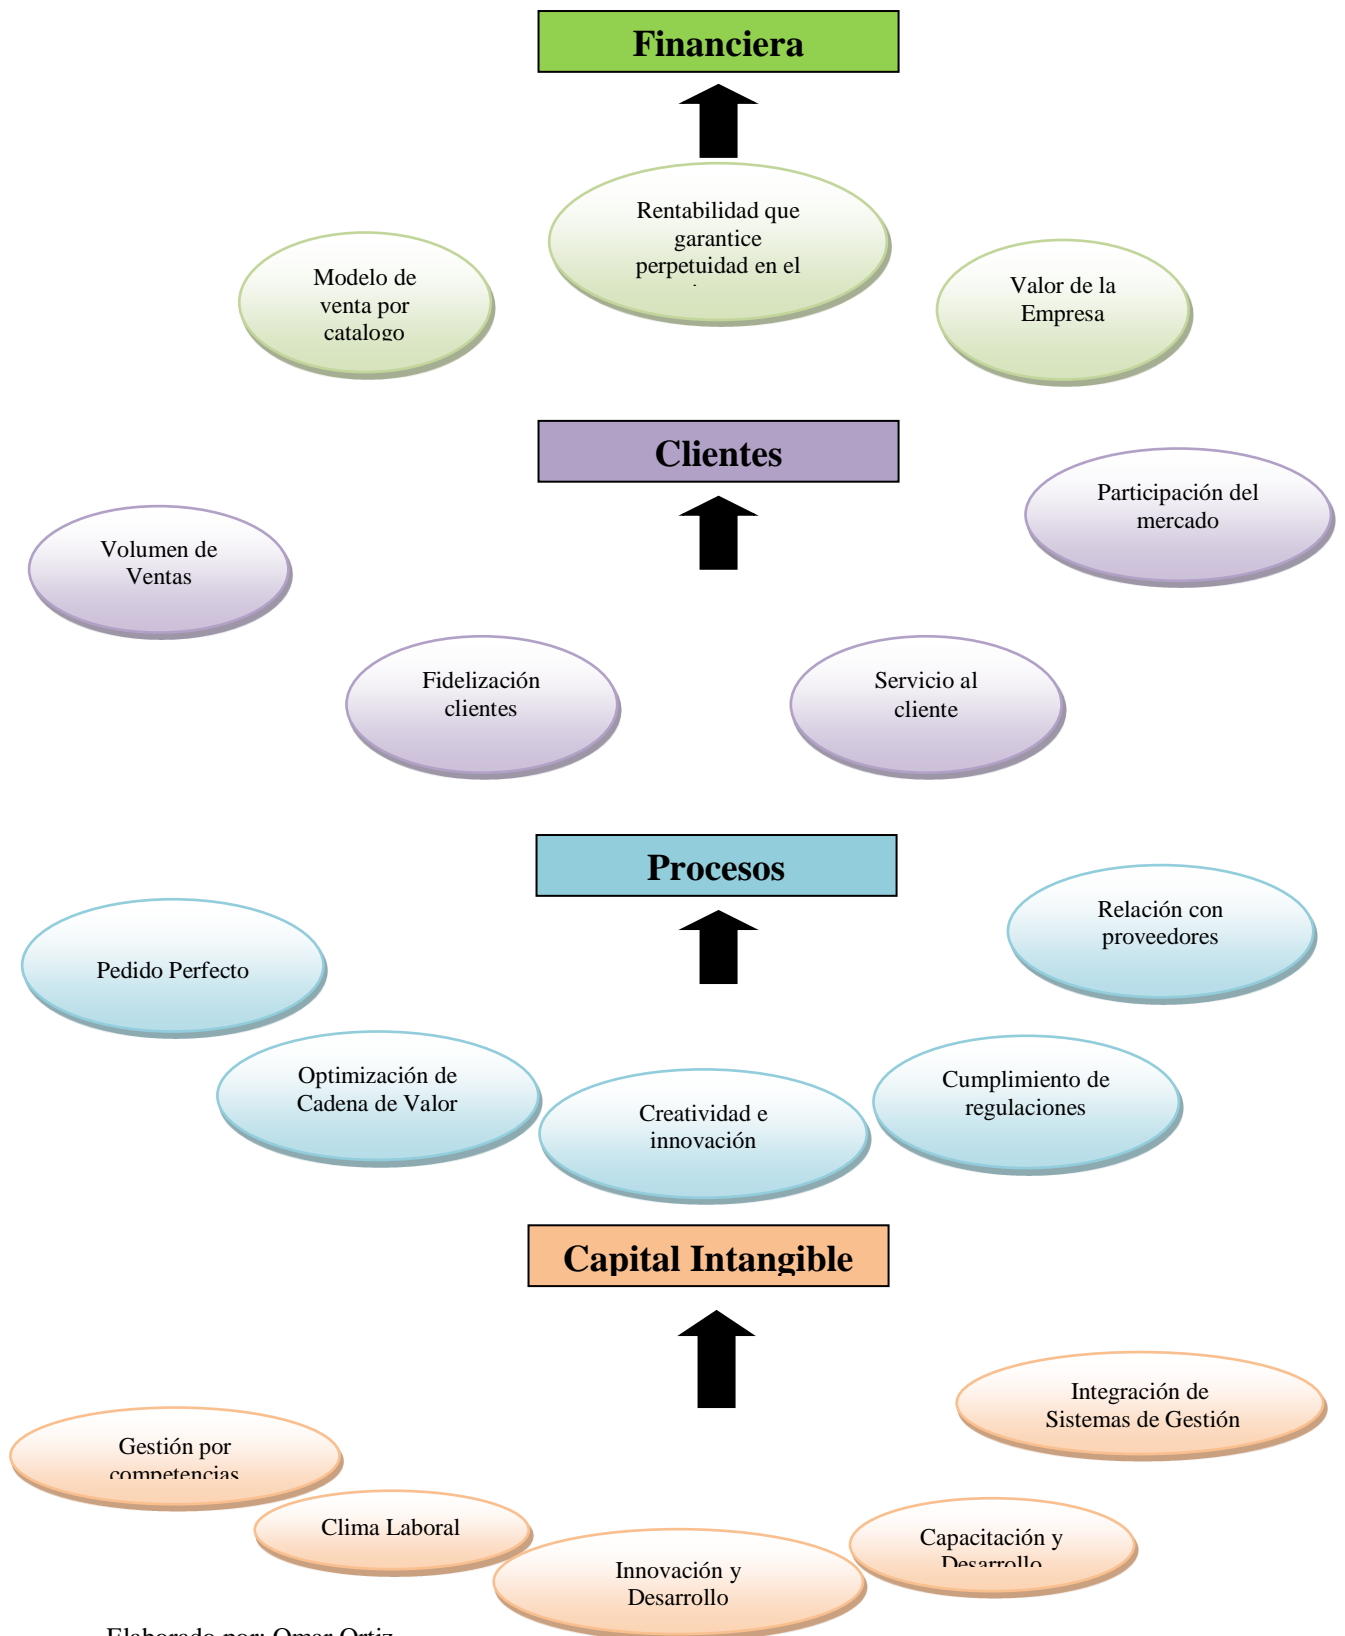 Financiera
Rentabilidad que
garantice
perpetuidad en el
Modelo de
venta por
catalogo
Valor de la
Empresa
Clientes
Participación del
mercado
Volumen de
Ventas
Fidelización
clientes
Servicio al
cliente
Procesos
Relación con
proveedores
Pedido Perfecto
Optimización de
Cadena de Valor
Creatividad e
innovación
Cumplimiento de
regulaciones
Capital Intangible
Integración de
Sistemas de Gestión
Gestión por
competencias
Clima Laboral
Innovación y
Desarrollo
Capacitación y
Desarrollo
Elaborado por: Omar Ortiz